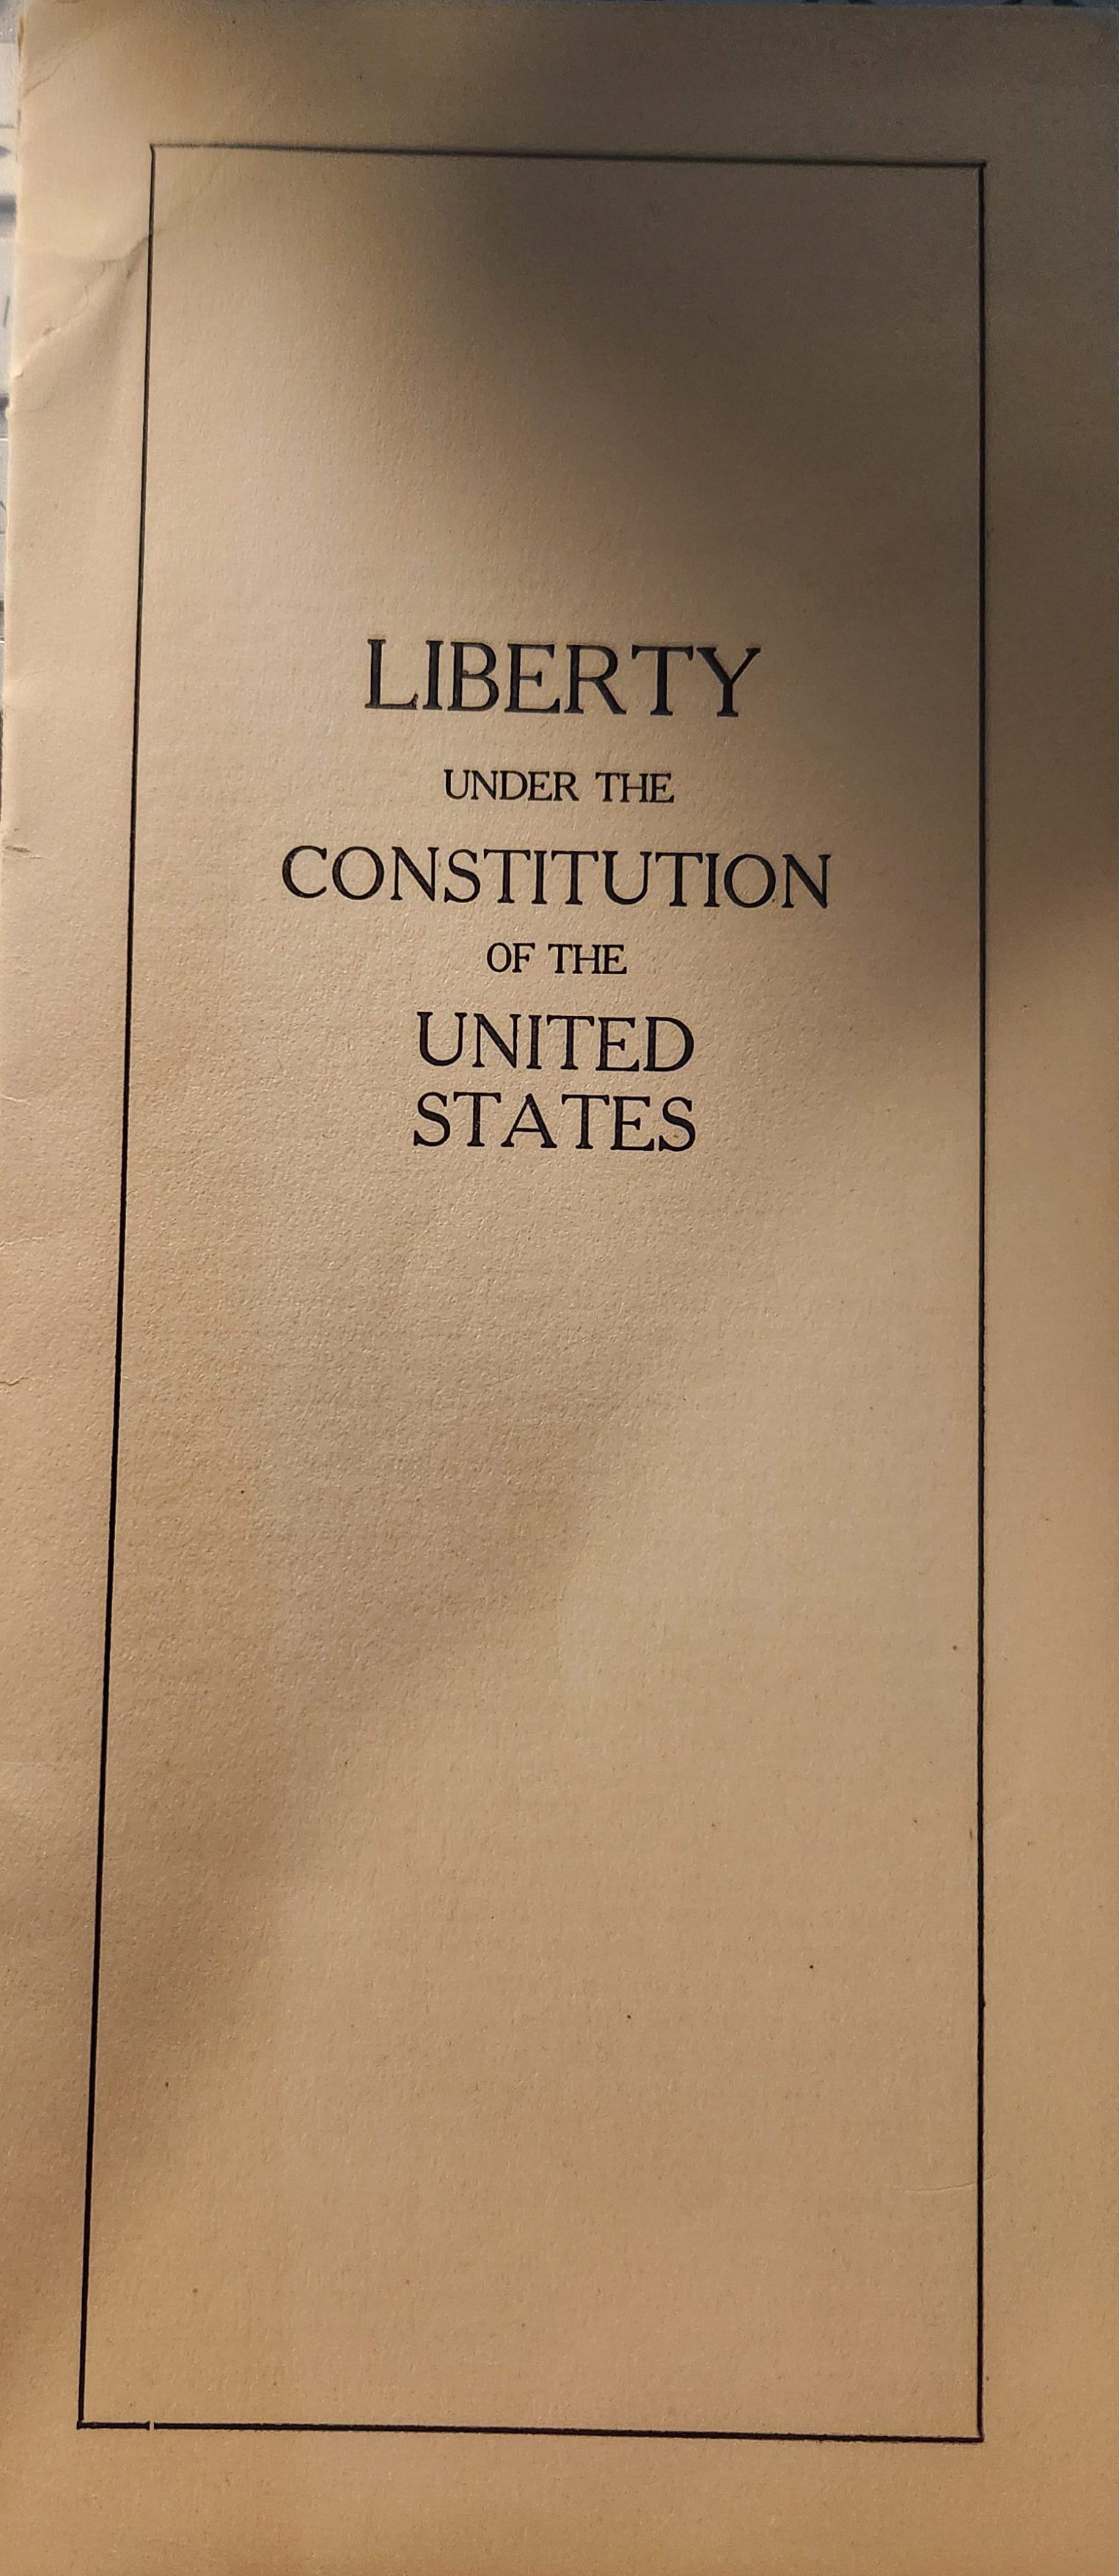 LIBERTY
UNDER THE
CONSTITUTION
OF THE
UNITED
STATES